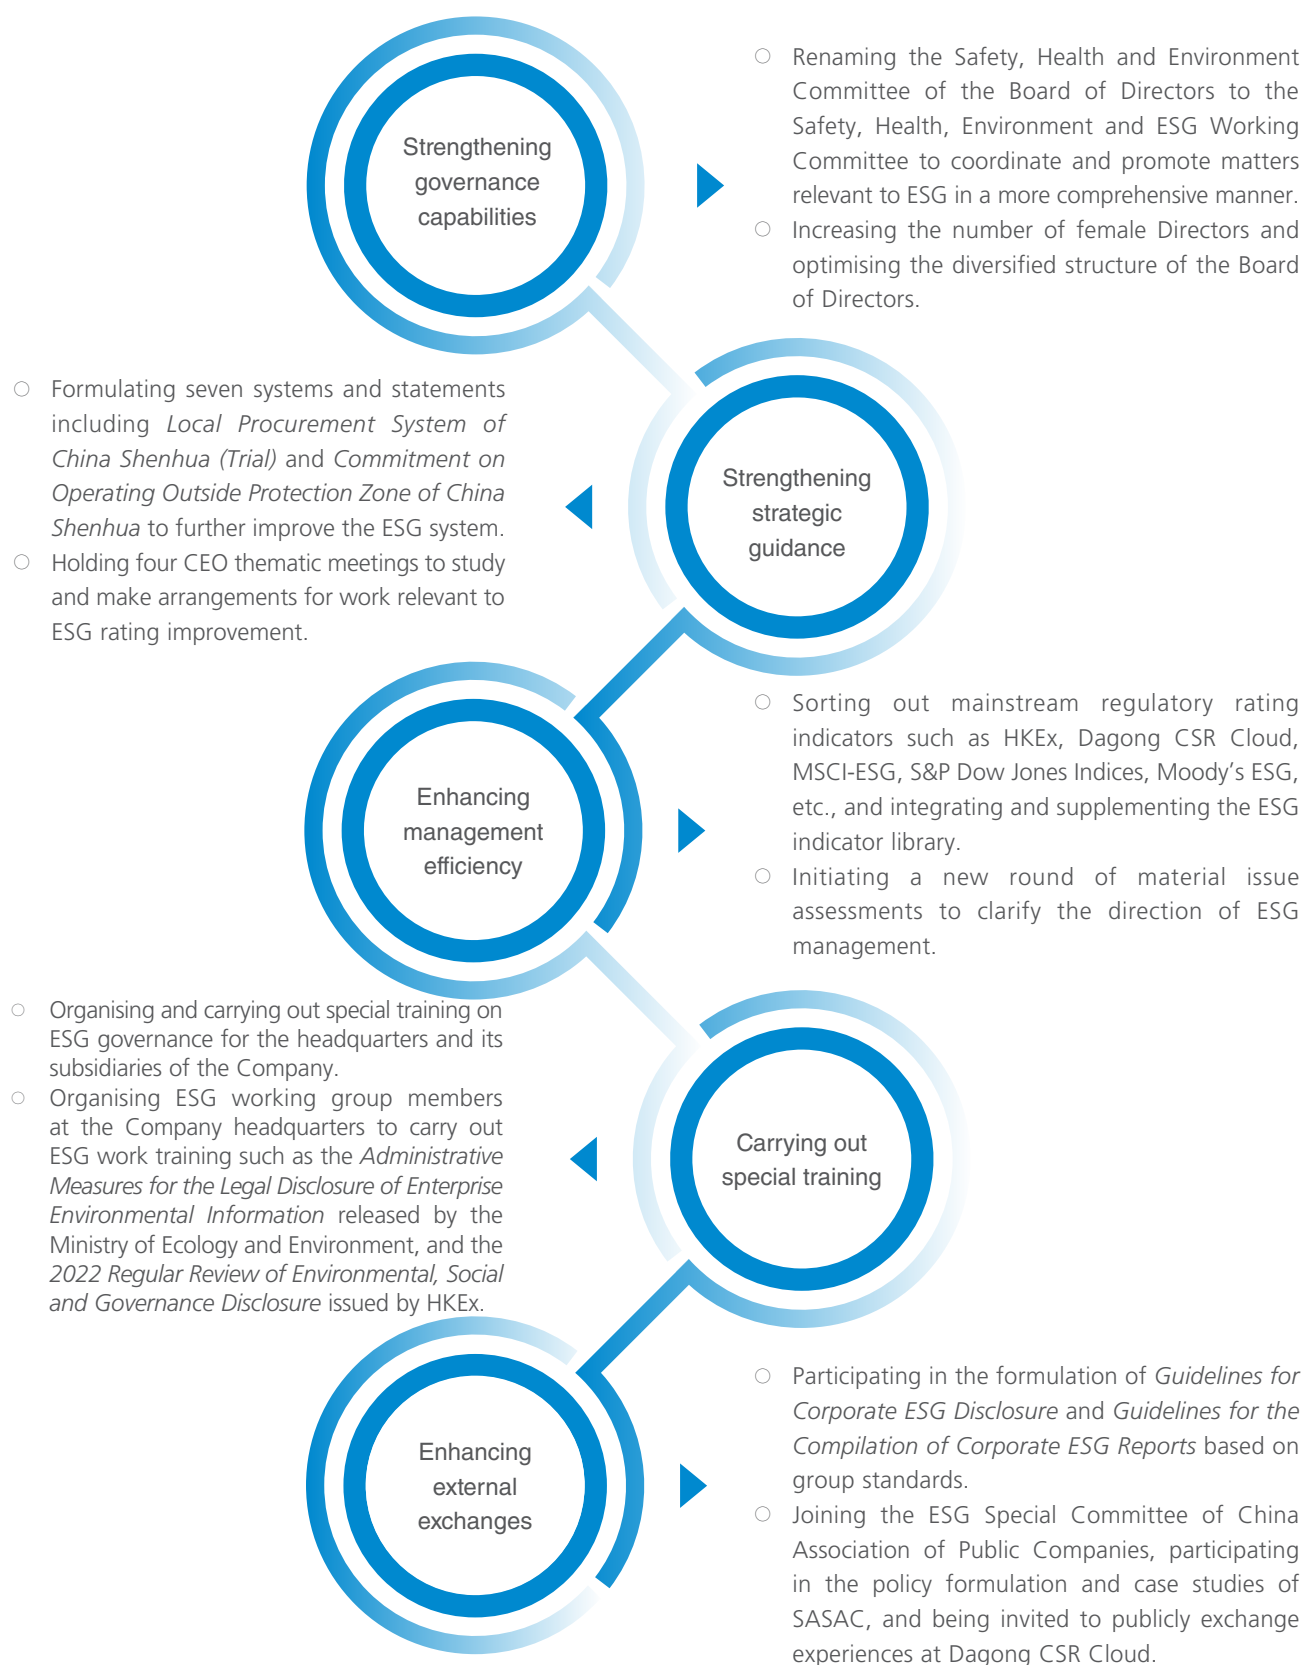 Strengthening
governance
capabilities
○ Renaming the Safety, Health and Environment
Committee of the Board of Directors to the
Safety, Health, Environment and ESG Working
Committee to coordinate and promote matters
relevant to ESG in a more comprehensive manner.
○ Increasing the number of female Directors and
optimising the diversified structure of the Board
of Directors.
Strengthening
strategic
guidance
○ Formulating seven systems and statements
including Local Procurement System of
China Shenhua (Trial) and Commitment on
Operating Outside Protection Zone of China
Shenhua to further improve the ESG system.
○ Holding four CEO thematic meetings to study
and make arrangements for work relevant to
ESG rating improvement.
Enhancing
management
efficiency
○ Sorting out mainstream regulatory rating
indicators such as HKEx, Dagong CSR Cloud,
MSCI-ESG, S&P Dow Jones Indices, Moody's ESG,
etc., and integrating and supplementing the ESG
indicator library.
○ Initiating a new round of material issue
assessments to clarify the direction of ESG
management.
Carrying out
special training
○ Organising and carrying out special training on
ESG governance for the headquarters and its
subsidiaries of the Company.
○ Organising ESG working group members
at the Company headquarters to carry out
ESG work training such as the Administrative
Measures for the Legal Disclosure of Enterprise
Environmental Information released by the
Ministry of Ecology and Environment, and the
2022 Regular Review of Environmental, Social
and Governance Disclosure issued by HKEx.
Enhancing
external
exchanges
○ Participating in the formulation of Guidelines for
Corporate ESG Disclosure and Guidelines for the
Compilation of Corporate ESG Reports based on
group standards.
○ Joining the ESG Special Committee of China
Association of Public Companies, participating
in the policy formulation and case studies of
SASAC, and being invited to publicly exchange
experiences at Dagong CSR Cloud.